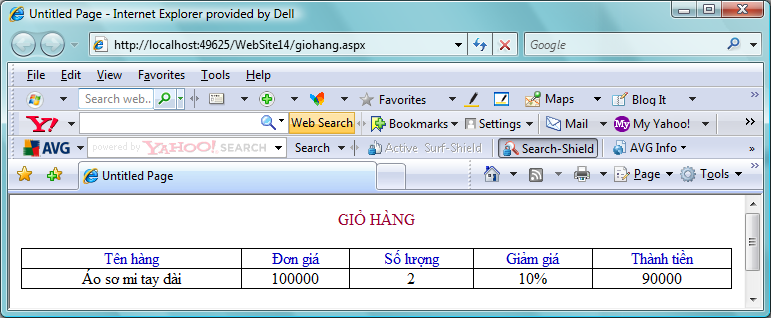 Untitled Page - Internet Explorer provided by Dell
http://localhost:49625/WebSite14/giohang.aspx Google
File Edit View Favorites Tools Help
Search web... Favorites Maps Blog It
Y! Web Search Bookmarks Settings Mail My My Yahoo!
AVG powered by YAHOO! SEARCH Search Active Surf-Shield Search-Shield AVG Info
Untitled Page Page Tools
GIỎ HÀNG
Tên hàng Đơn giá Số lượng Giảm giá Thành tiền
Áo sơ mi tay dài 100000 2 10% 90000